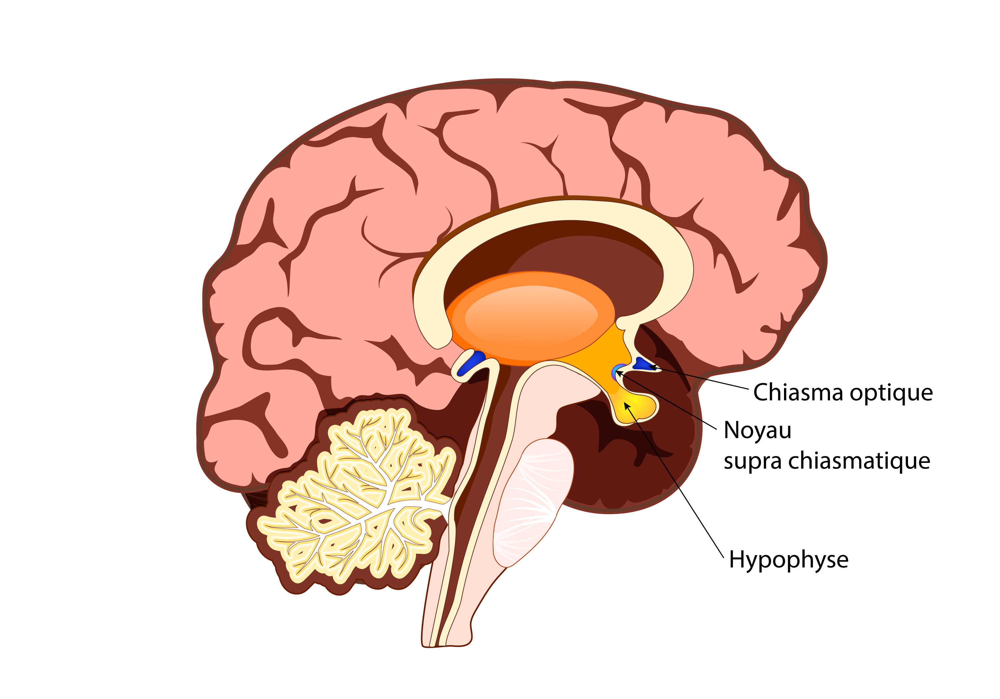 Chiasma optique
Noyau
supra chiasmatique
Hypophyse